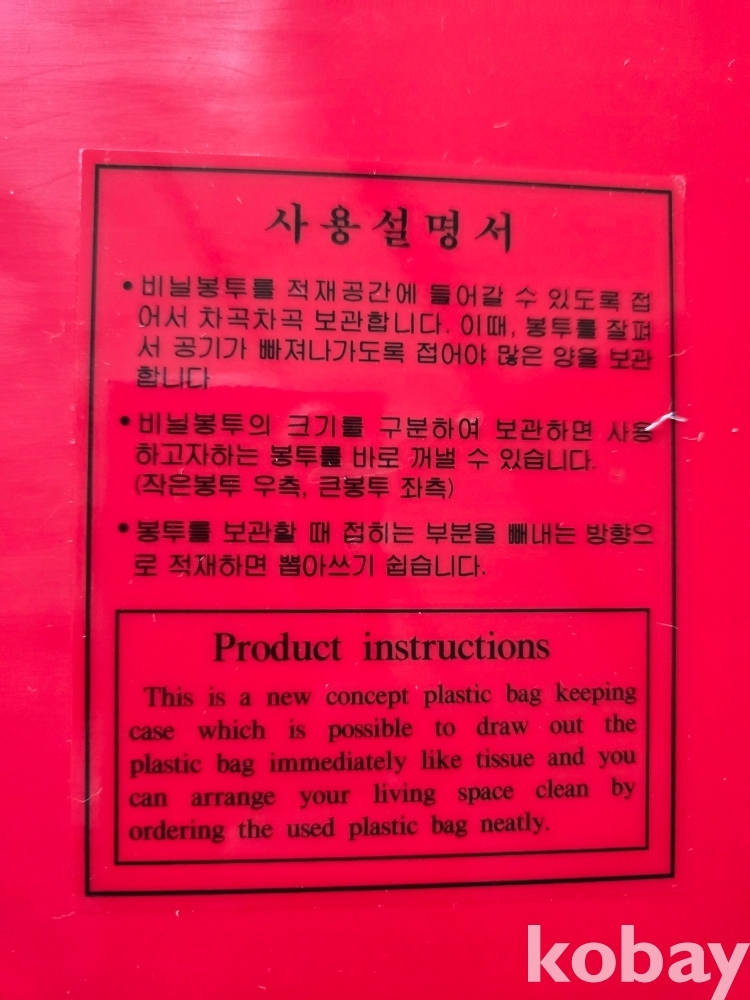 사용설명서
• 비닐봉투를 적재공간에 들어갈 수 있도록 접
어서 차곡차곡 보관합니다. 이때, 봉투를 잘펴
서 공기가 빠져나가도록 접어야 많은 양을 보관
합니다
• 비닐봉투의 크기를 구분하여 보관하면 사용
하고자하는 봉투를 바로 꺼낼 수 있습니다.
(작은봉투 우측, 큰봉투 좌측)
• 봉투를 보관할 때 접히는 부분을 빼내는 방향으
로 적재하면 뽑아쓰기 쉽습니다.
Product instructions
This is a new concept plastic bag keeping
case which is possible to draw out the
plastic bag immediately like tissue and you
can arrange your living space clean by
ordering the used plastic bag neatly.
kobay